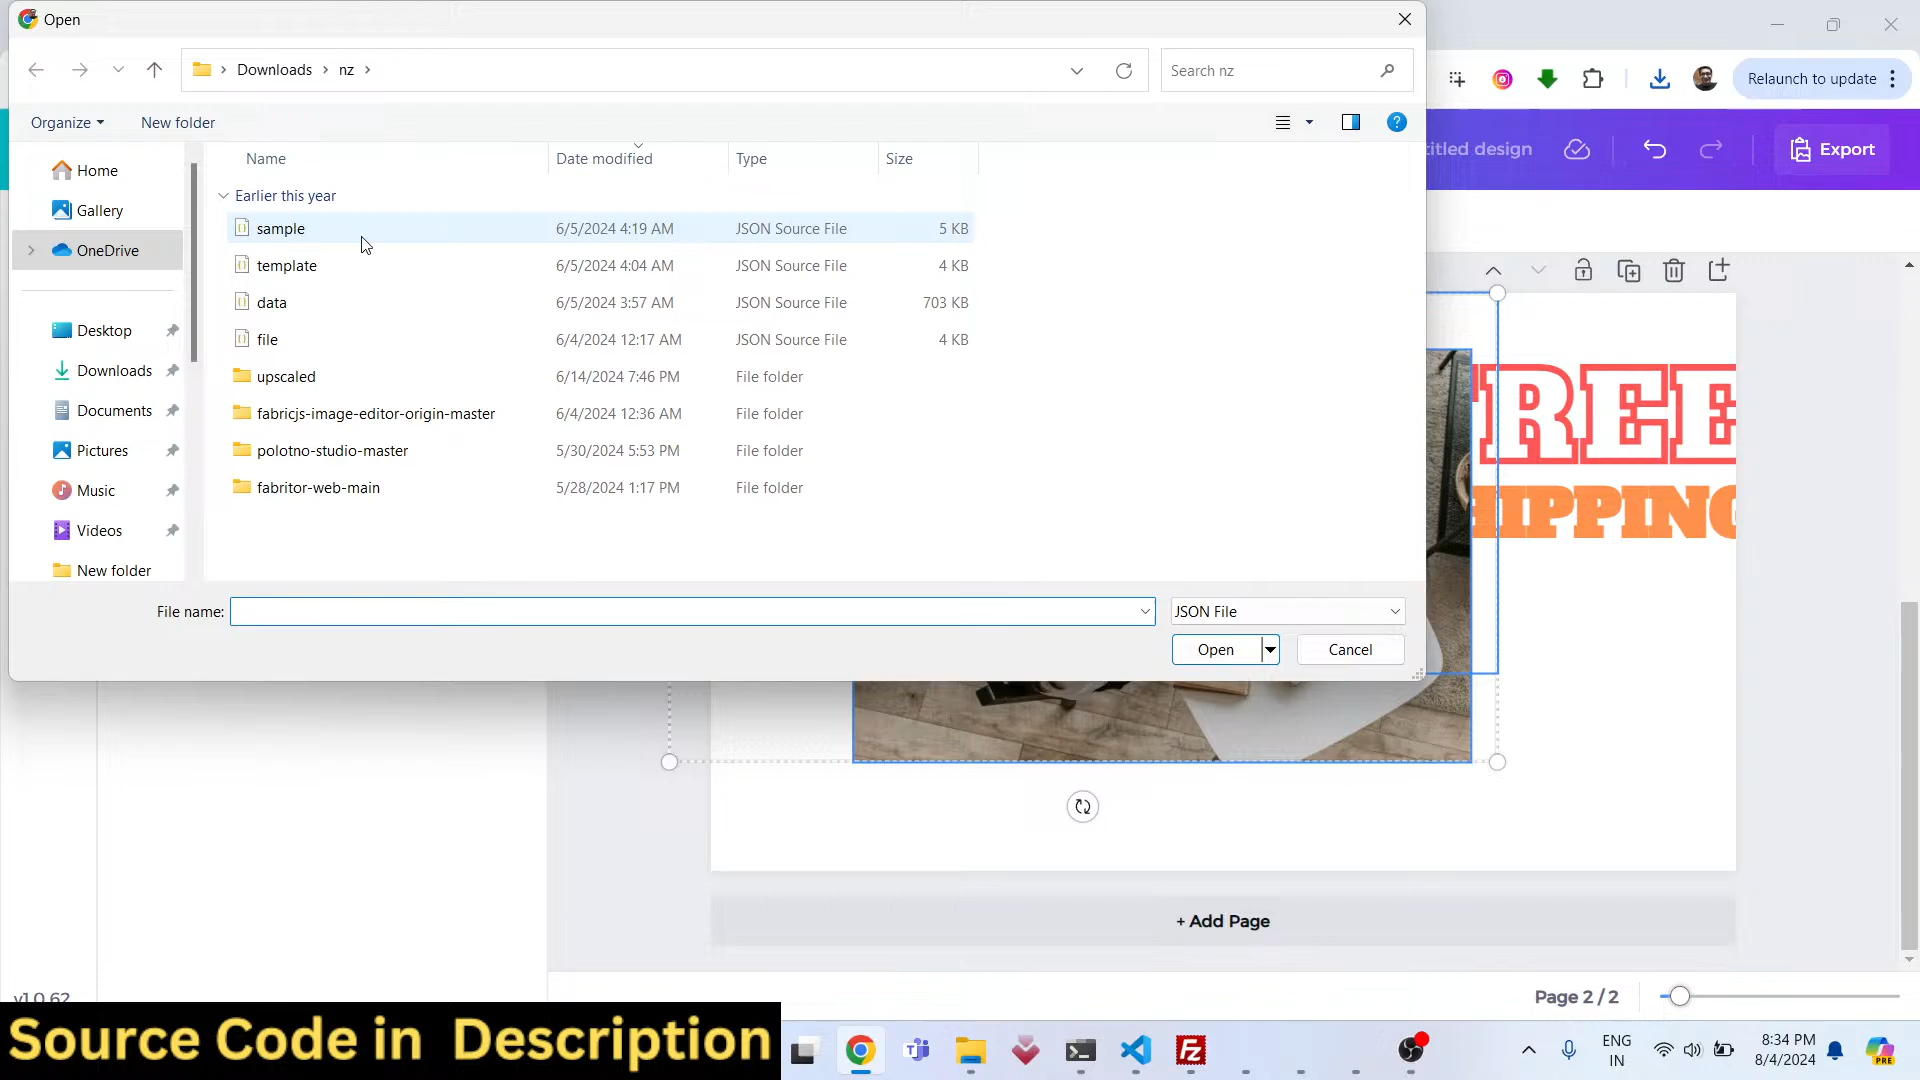 Open
Downloads
nz
Search nz
Relaunch to update
Organize
New folder
titled design
Export
Home
Gallery
OneDrive
Desktop
Downloads
Documents
Pictures
Music
Videos
New folder
Name
Date modified
Type
Size
Earlier this year
sample 6/5/2024 4:19 AM JSON Source File 5 KB
template 6/5/2024 4:04 AM JSON Source File 4 KB
data 6/5/2024 3:57 AM JSON Source File 703 KB
file 6/4/2024 12:17 AM JSON Source File 4 KB
upscaled 6/14/2024 7:46 PM File folder
fabricjs-image-editor-origin-master 6/4/2024 12:36 AM File folder
polotno-studio-master 5/30/2024 5:53 PM File folder
fabritor-web-main 5/28/2024 1:17 PM File folder
File name:
JSON File
Open
Cancel
REE
HIPPING
+ Add Page
v1.0.62
Page 2 / 2
Source Code in Description
ENG
IN
8:34 PM
8/4/2024
PRE